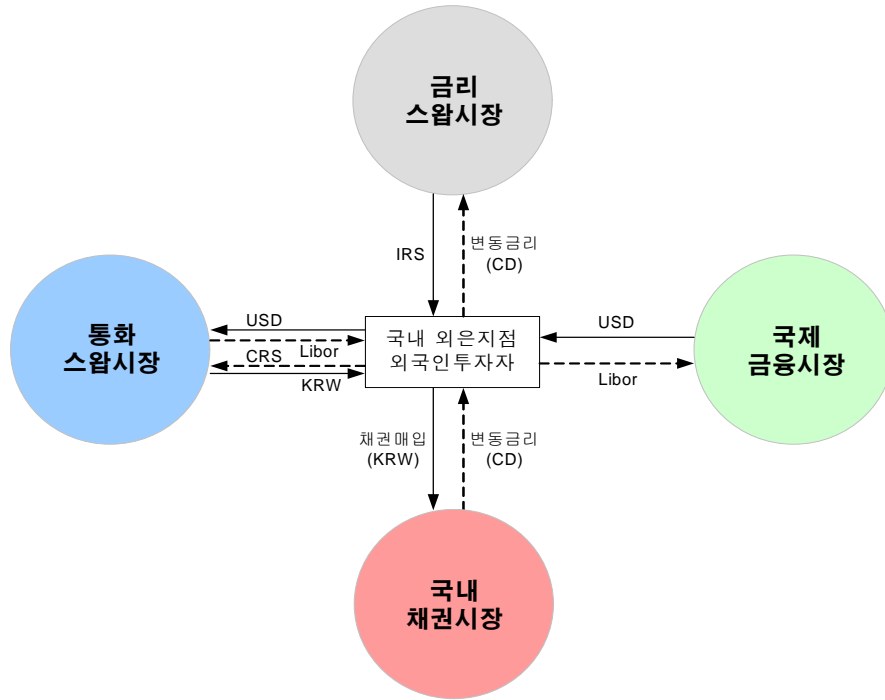 금리
스왑시장
IRS
변동금리
(CD)
통화
스왑시장
USD
Libor
CRS
KRW
국내 외은지점
외국인투자자
USD
Libor
국제
금융시장
채권매입
(KRW)
변동금리
(CD)
국내
채권시장